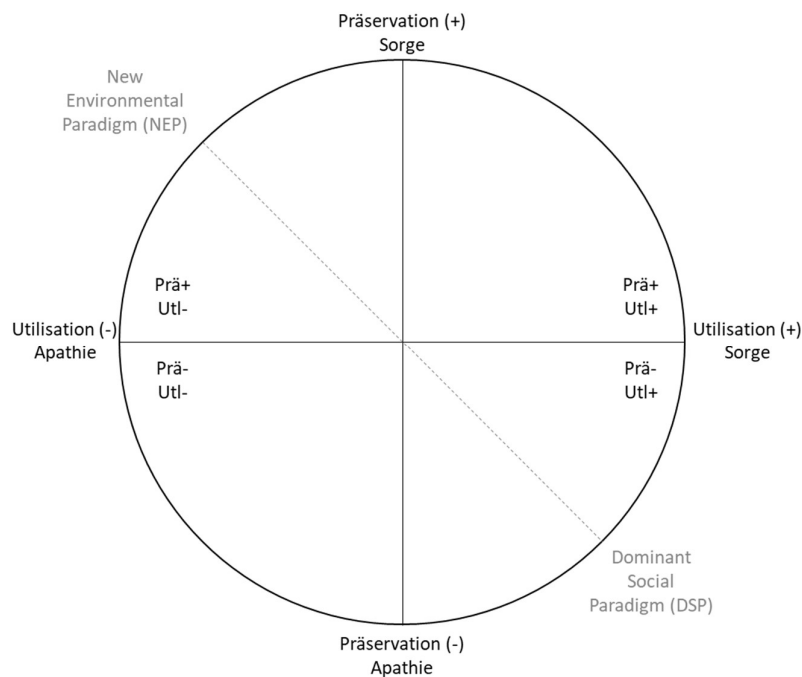 Präservation (+)
Sorge
New
Environmental
Paradigm (NEP)
Prä+
Utl-
Prä+
Utl+
Utilisation (-)
Apathie
Utilisation (+)
Sorge
Prä-
Utl-
Prä-
Utl+
Dominant
Social
Paradigm (DSP)
Präservation (-)
Apathie